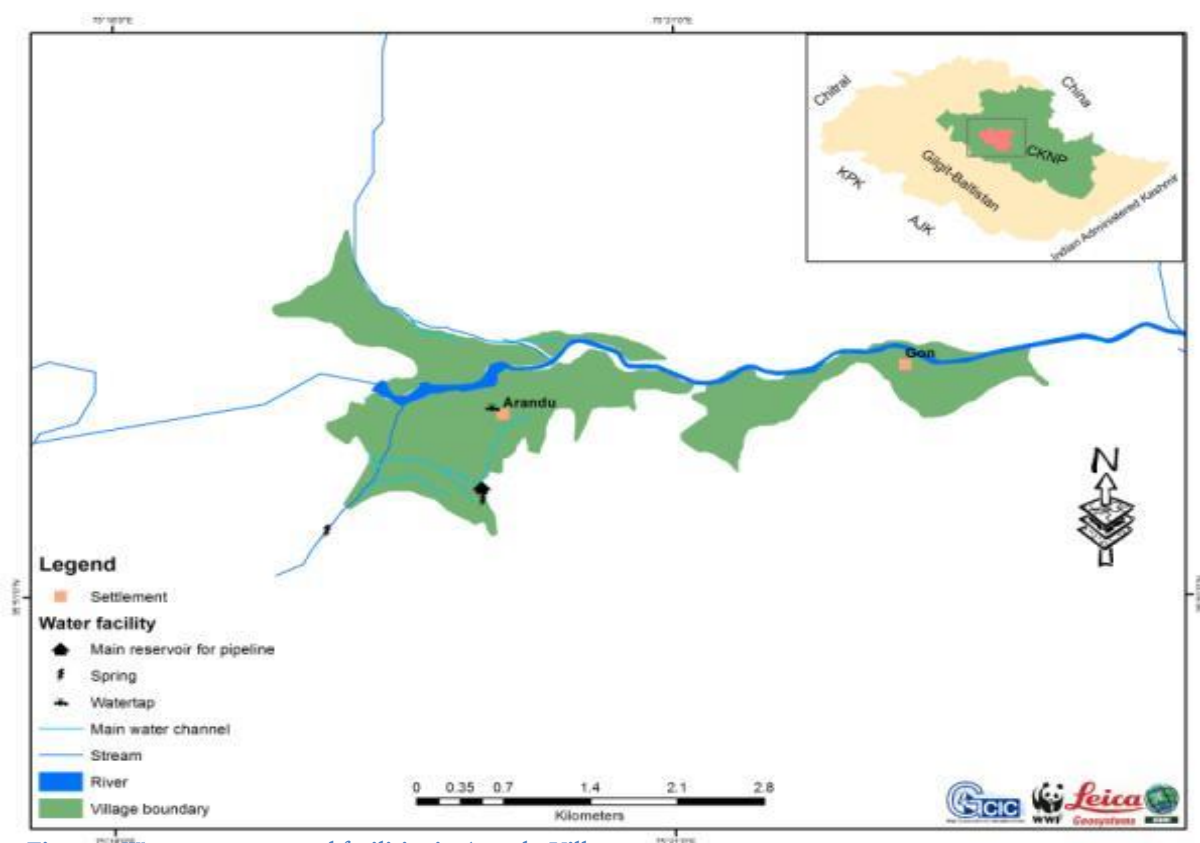 Chitral
China
CKNP
Gilgit-Baltistan
KPK
AJK
Indian Administered Kashmir
Gon
Arandu
N
Legend
Settlement
Water facility
Main reservoir for pipeline
Spring
Watertap
Main water channel
Stream
River
Village boundary
0 0.35 0.7 1.4 2.1 2.8
Kilometers
GCIC
WWF
Leica
Geosystems